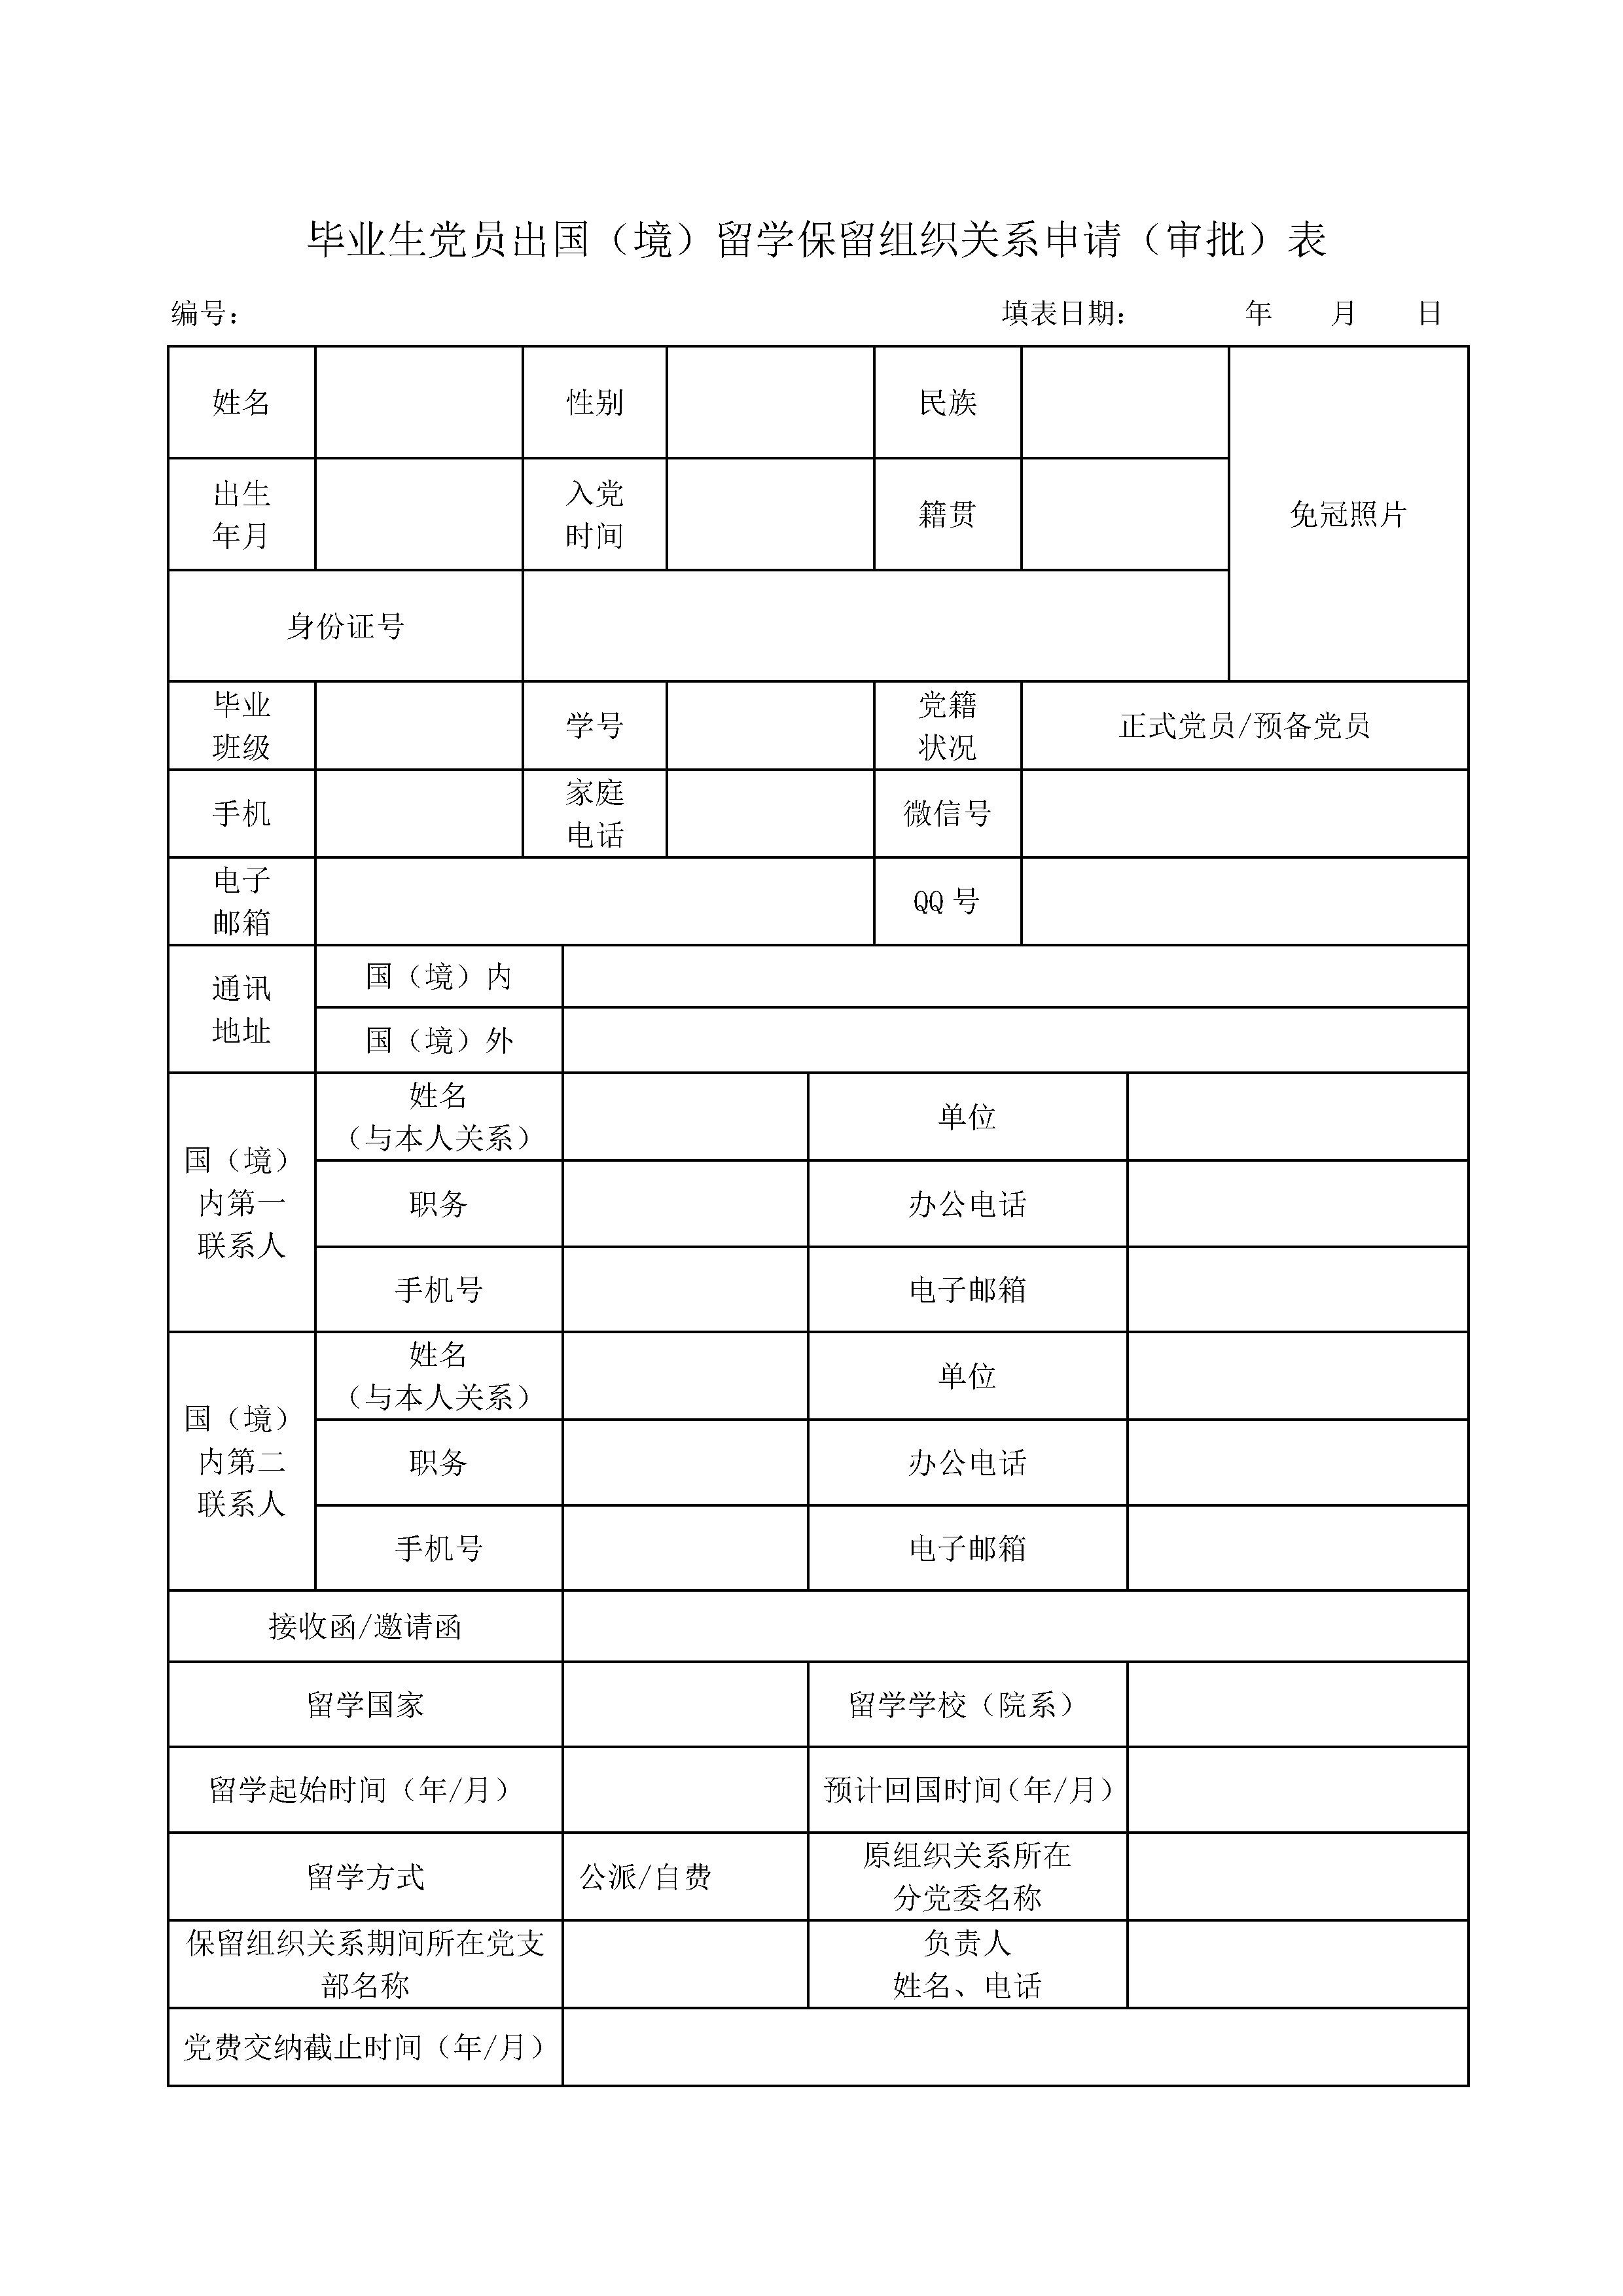 毕业生党员出国（境）留学保留组织关系申请（审批）表
编号： 填表日期： 年 月 日
姓名 性别 民族
免冠照片
出生
年月
入党
时间
籍贯
身份证号
毕业
班级
学号
党籍
状况
正式党员/预备党员
手机
家庭
电话
微信号
电子
邮箱
QQ 号
通讯
地址
国（境）内
国（境）外
国（境）
内第一
联系人
姓名
（与本人关系）
单位
职务 办公电话
手机号 电子邮箱
国（境）
内第二
联系人
姓名
（与本人关系）
单位
职务 办公电话
手机号 电子邮箱
接收函/邀请函
留学国家 留学学校（院系）
留学起始时间（年/月） 预计回国时间（年/月）
留学方式 公派/自费
原组织关系所在
分党委名称
保留组织关系期间所在党支
部名称
负责人
姓名、电话
党费交纳截止时间（年/月）